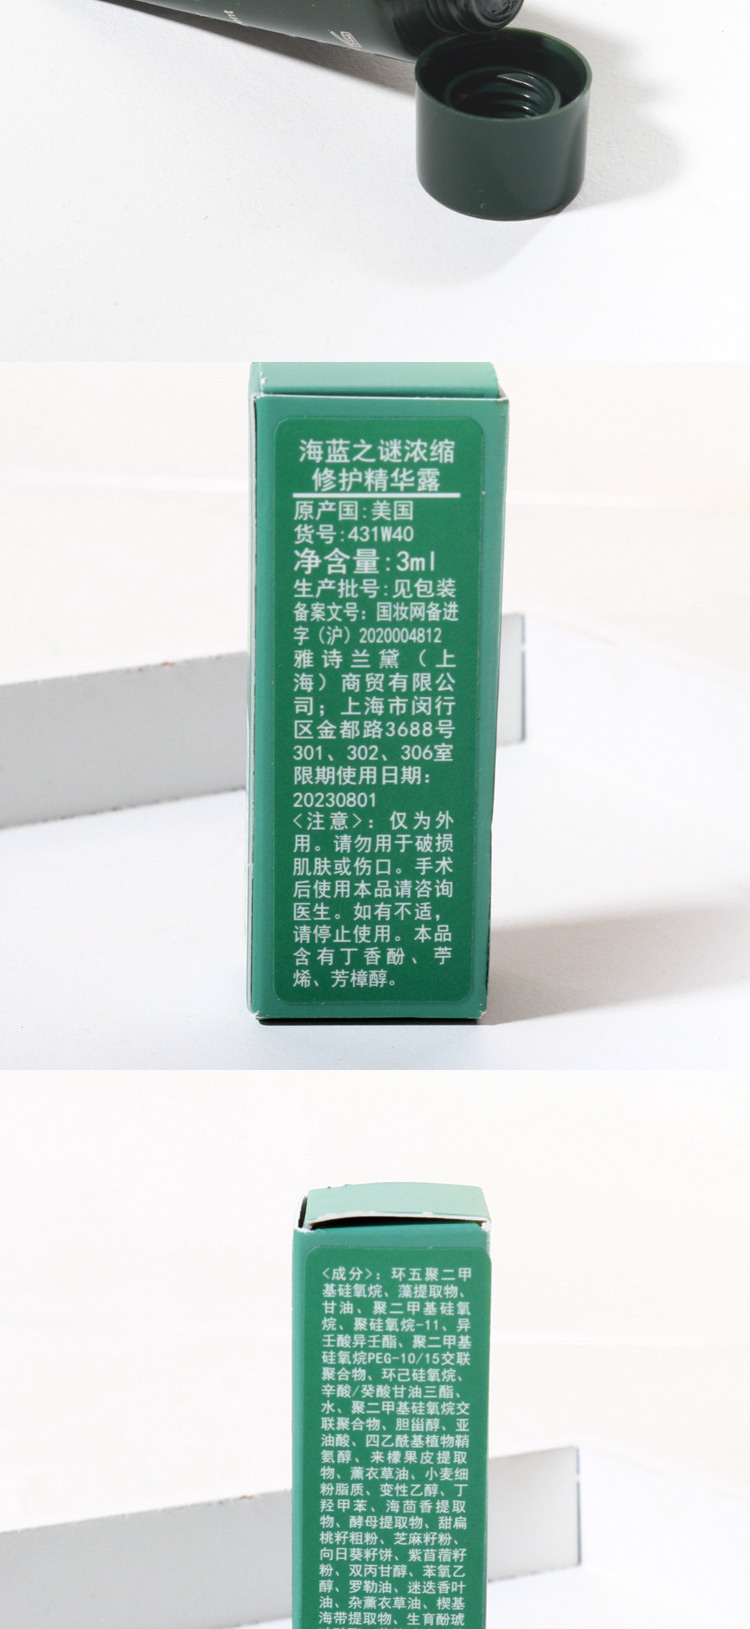 海蓝之谜浓缩
修护精华露
原产国:美国
货号:431W40
净含量:3ml
生产批号:见包装
备案文号：国妆网备进
字（沪）2020004812
雅诗兰黛（上
海）商贸有限公
司；上海市闵行
区金都路3688号
301、302、306室
限期使用日期：
20230801
<注意>：仅为外
用。请勿用于破损
肌肤或伤口。手术
后使用本品请咨询
医生。如有不适，
请停止使用。本品
含有丁香酚、苧
烯、芳樟醇。
<成分>：环五聚二甲
基硅氧烷、藻提取物、
甘油、聚二甲基硅氧
烷、聚硅氧烷-11、异
壬酸异壬酯、聚二甲基
硅氧烷PEG-10/15交联
聚合物、环己硅氧烷、
辛酸/癸酸甘油三酯、
水、聚二甲基硅氧烷交
联聚合物、胆甾醇、亚
油酸、四乙酰基植物鞘
氨醇、来檬果皮提取
物、薰衣草油、小麦细
粉脂质、变性乙醇、丁
羟甲苯、海茴香提取
物、酵母提取物、甜扁
桃籽粗粉、芝麻籽粉、
向日葵籽饼、紫苜蓿籽
粉、双丙甘醇、苯氧乙
醇、罗勒油、迷迭香叶
油、杂薰衣草油、楔基
海带提取物、生育酚琥